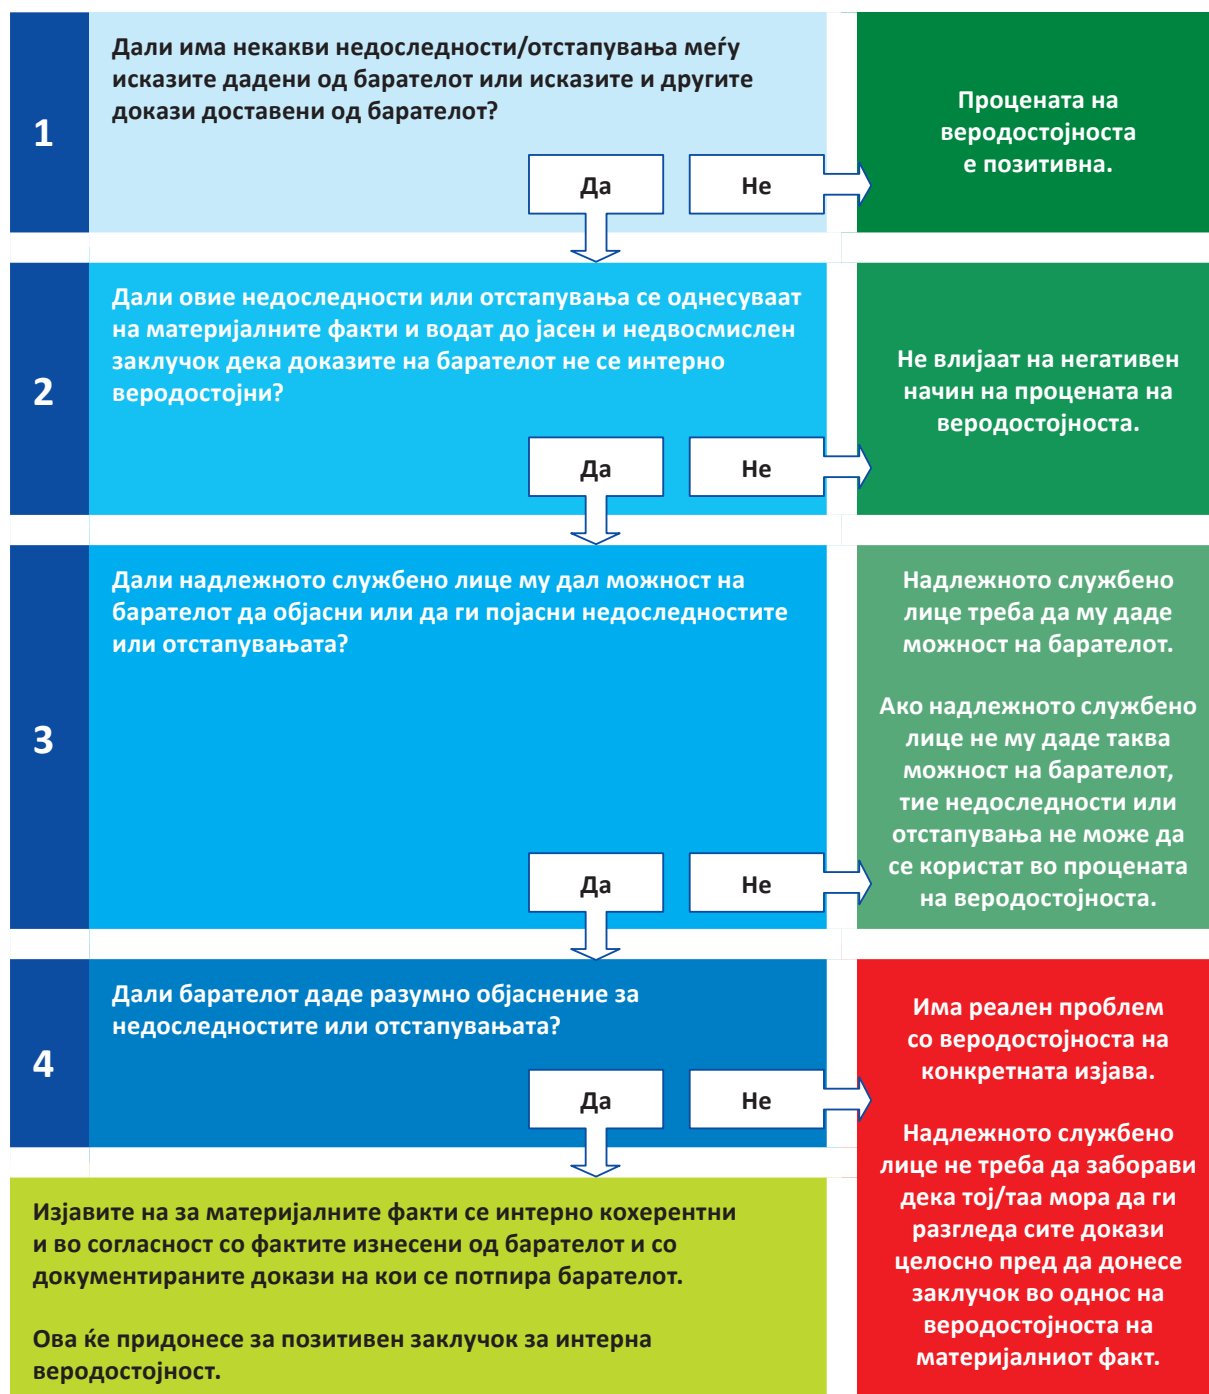 1
Дали има некакви недоследности/отстапувања меѓу
исказите дадени од барателот или исказите и другите
докази доставени од барателот?
Да
Не
Процената на
веродостојноста
е позитивна.
2
Дали овие недоследности или отстапувања се однесуваат
на материјалните факти и водат до јасен и недвосмислен
заклучок дека доказите на барателот не се интерно
веродостојни?
Да
Не
Не влијаат на негативен
начин на процената на
веродостојноста.
3
Дали надлежното службено лице му дал можност на
барателот да објасни или да ги појасни недоследностите
или отстапувањата?
Да
Не
Надлежното службено
лице треба да му даде
можност на барателот.
Ако надлежното службено
лице не му даде таква
можност на барателот,
тие недоследности или
отстапувања не може да
се користат во процената
на веродостојноста.
4
Дали барателот даде разумно објаснение за
недоследностите или отстапувањата?
Да
Не
Има реален проблем
со веродостојноста на
конкретната изјава.
Надлежното службено
лице не треба да заборави
дека тој/таа мора да ги
разгледа сите докази
целосно пред да донесе
заклучок во однос на
веродостојноста на
материјалниот факт.
Изјавите на за материјалните факти се интерно кохерентни
и во согласност со фактите изнесени од барателот и со
документираните докази на кои се потпира барателот.
Ова ќе придонесе за позитивен заклучок за интерна
веродостојност.